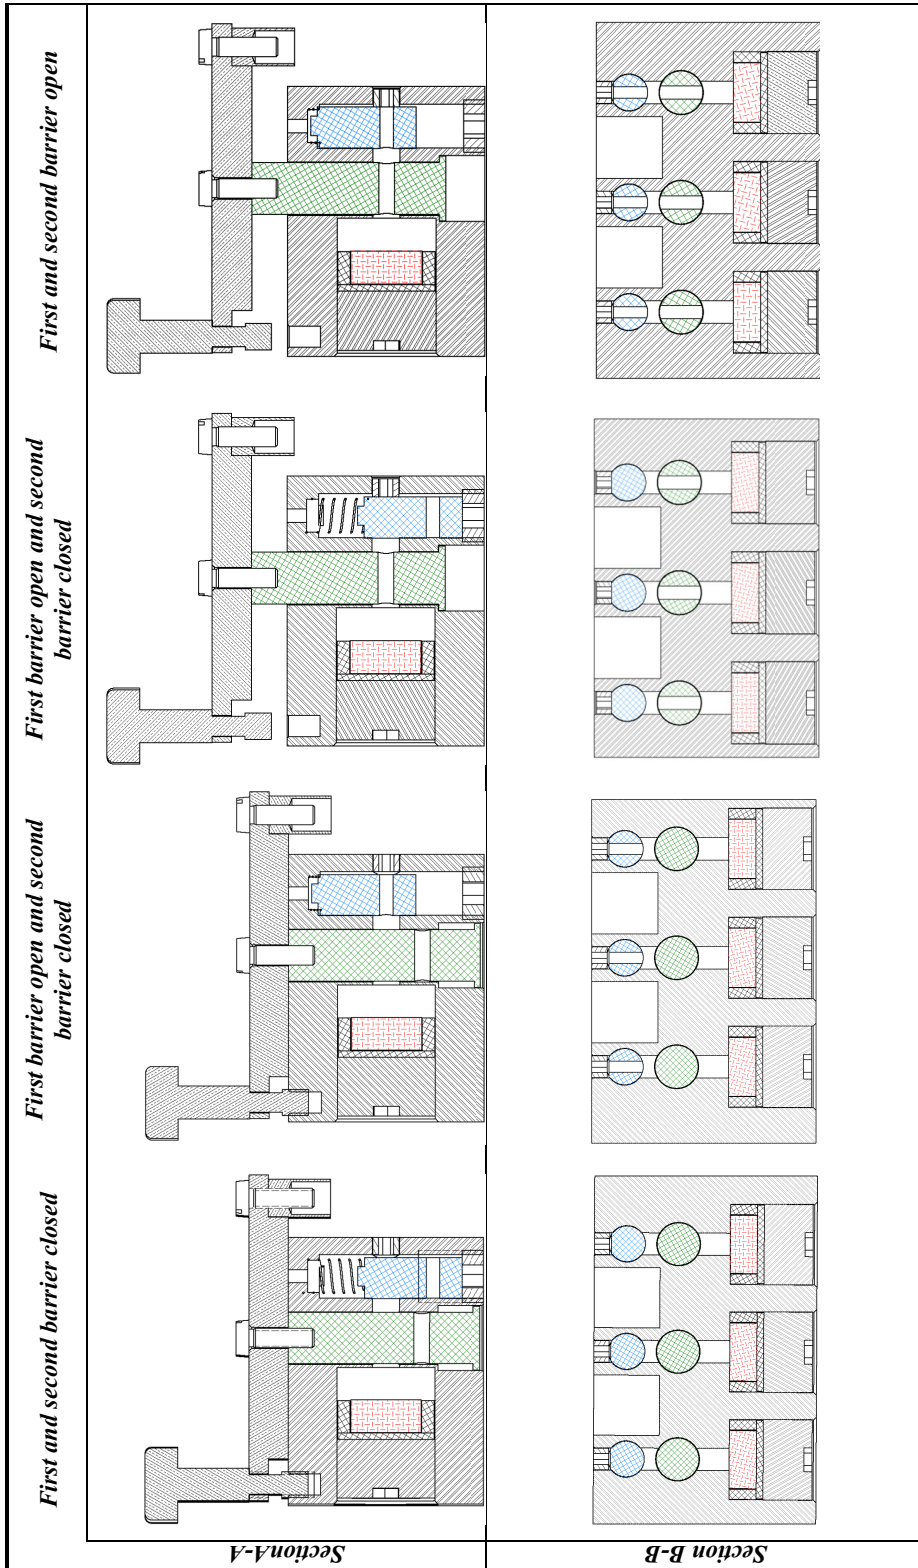 First and second barrier open
First barrier open and second
barrier closed
First barrier open and second
barrier closed
First and second barrier closed
SectionA-A
Section B-B